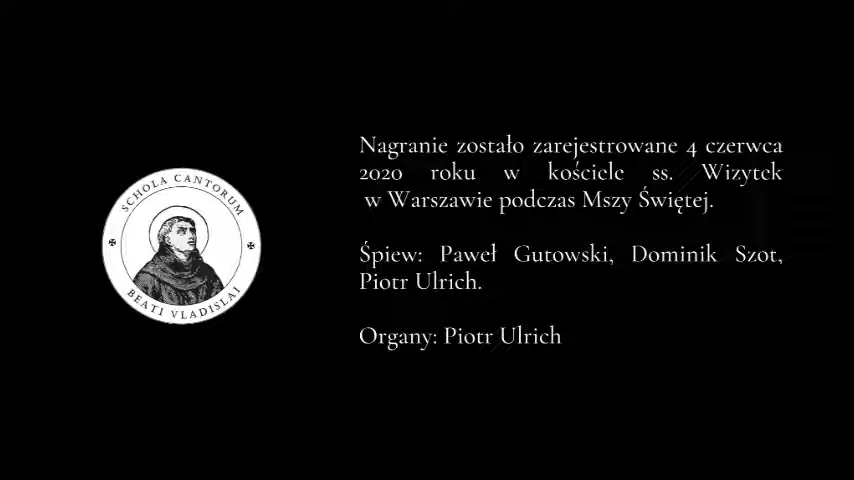 SCHOLA CANTORUM
BEATI VLADISLAI
Nagranie zostało zarejestrowane 4 czerwca
2020 roku w kościele ss. Wizytek
w Warszawie podczas Mszy Świętej.
Śpiew: Paweł Gutowski, Dominik Szot,
Piotr Ulrich.
Organy: Piotr Ulrich